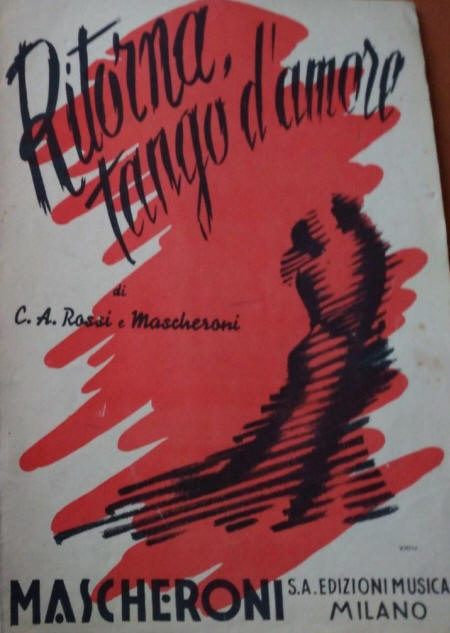 Ritorna,
tango d'amore
di
C. A. Rossi e Mascheroni
MASCHERONI S.A. EDIZIONI MUSICA
MILANO